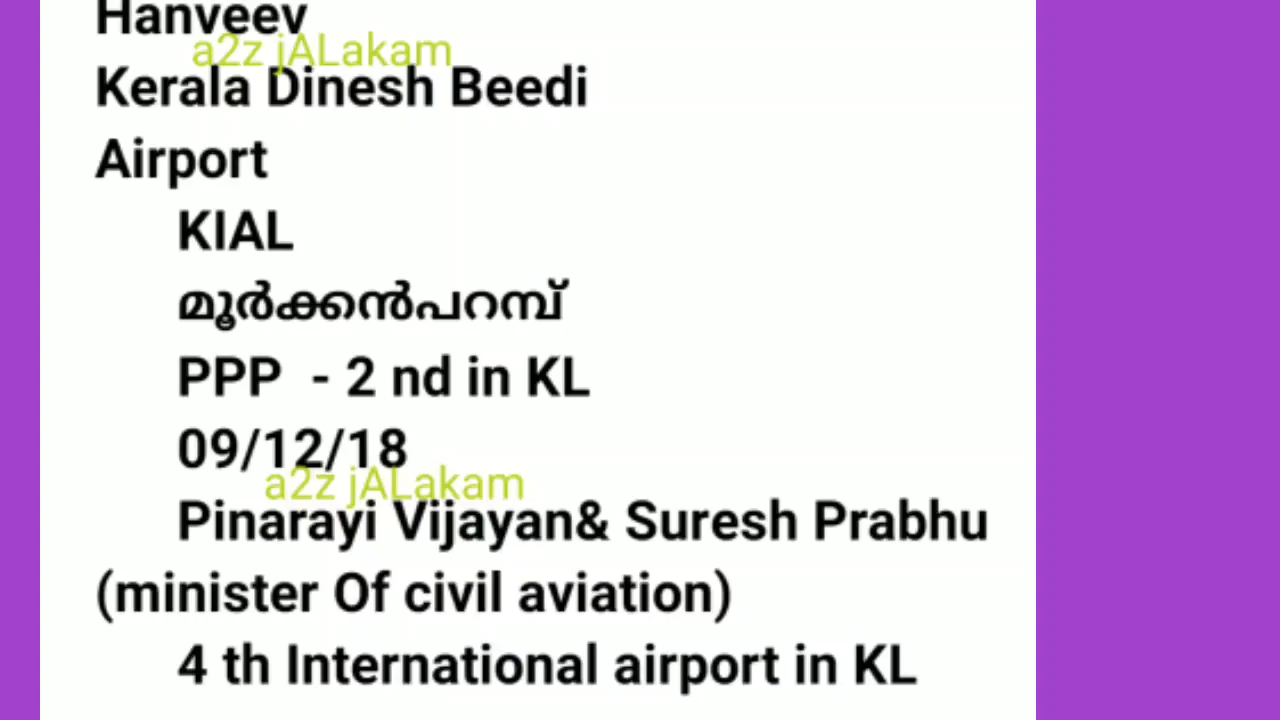 Hanveev
a2z jALakam
Kerala Dinesh Beedi
Airport
KIAL
മൂർക്കൻപറമ്പ്
PPP - 2 nd in KL
09/12/18
a2z jALakam
Pinarayi Vijayan& Suresh Prabhu
(minister Of civil aviation)
4 th International airport in KL